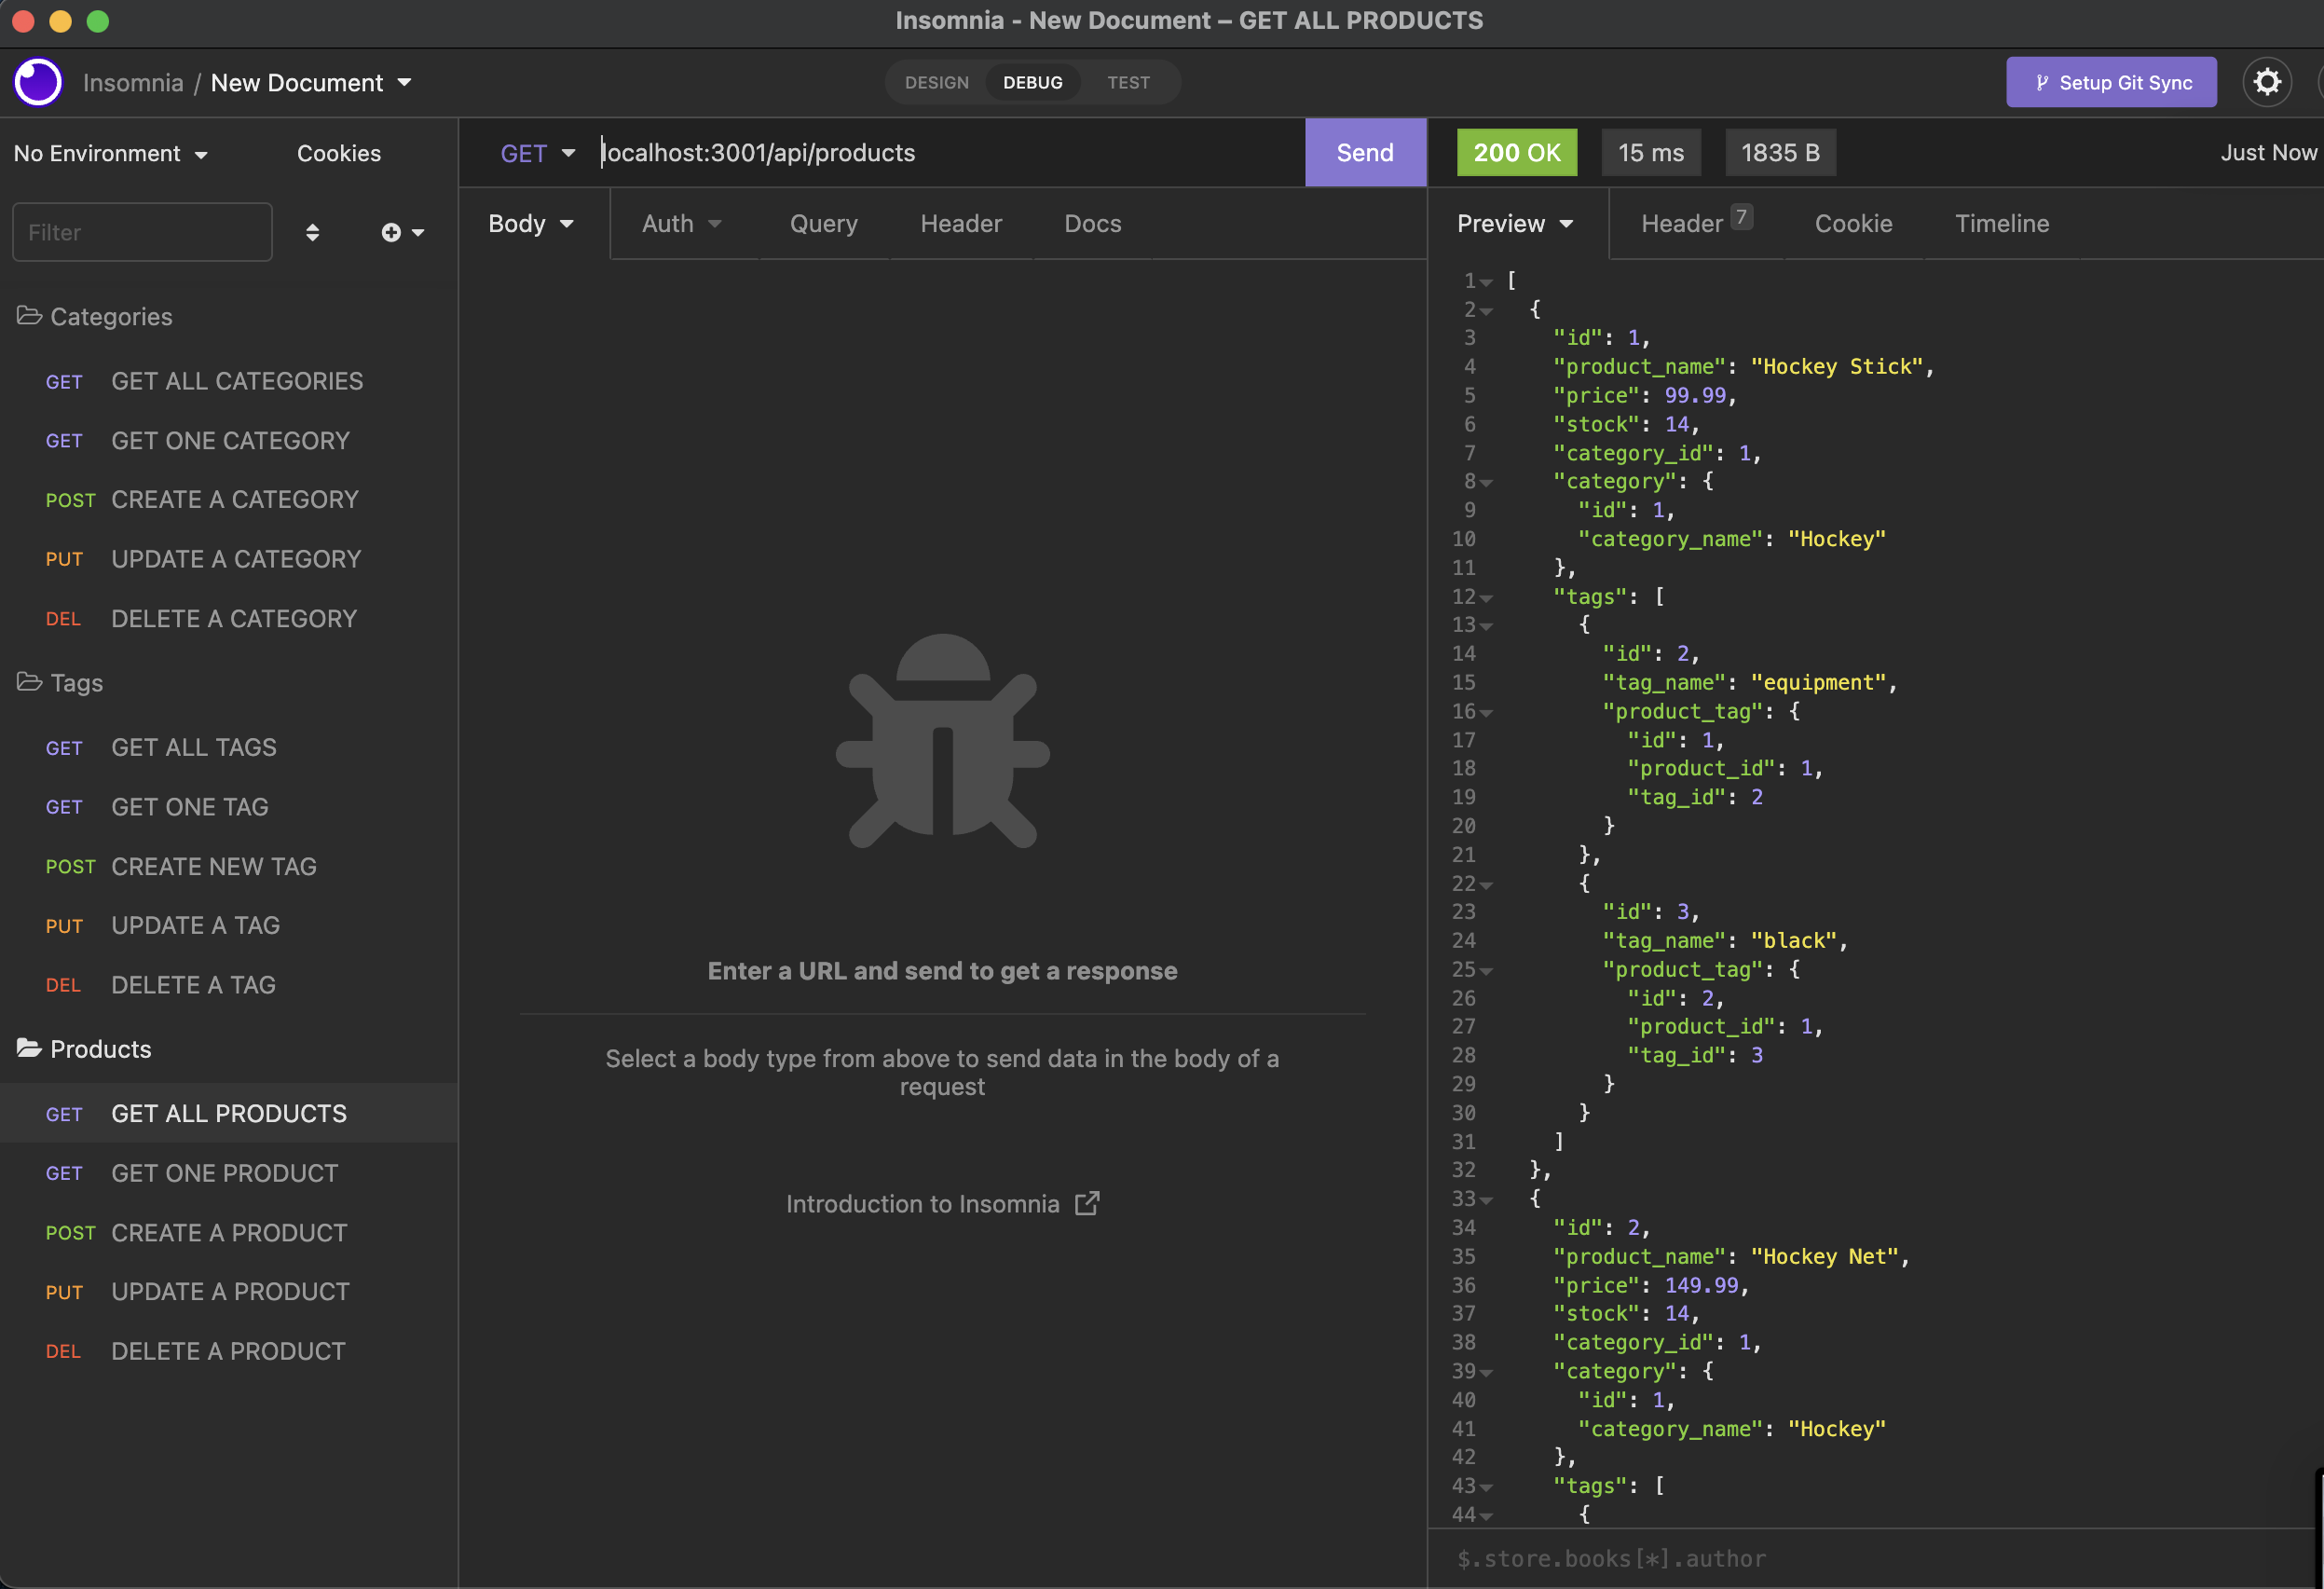 Insomnia - New Document – GET ALL PRODUCTS
Insomnia / New Document
DESIGN DEBUG TEST
Setup Git Sync
No Environment
Cookies
Filter
Categories
GET GET ALL CATEGORIES
GET GET ONE CATEGORY
POST CREATE A CATEGORY
PUT UPDATE A CATEGORY
DEL DELETE A CATEGORY
Tags
GET GET ALL TAGS
GET GET ONE TAG
POST CREATE NEW TAG
PUT UPDATE A TAG
DEL DELETE A TAG
Products
GET GET ALL PRODUCTS
GET GET ONE PRODUCT
POST CREATE A PRODUCT
PUT UPDATE A PRODUCT
DEL DELETE A PRODUCT
GET localhost:3001/api/products Send
Body Auth Query Header Docs
Enter a URL and send to get a response
Select a body type from above to send data in the body of a
request
Introduction to Insomnia
200 OK 15 ms 1835 B Just Now
Preview Header 7 Cookie Timeline
1 [
2 {
3 "id": 1,
4 "product_name": "Hockey Stick",
5 "price": 99.99,
6 "stock": 14,
7 "category_id": 1,
8 "category": {
9 "id": 1,
10 "category_name": "Hockey"
11 },
12 "tags": [
13 {
14 "id": 2,
15 "tag_name": "equipment",
16 "product_tag": {
17 "id": 1,
18 "product_id": 1,
19 "tag_id": 2
20 }
21 },
22 {
23 "id": 3,
24 "tag_name": "black",
25 "product_tag": {
26 "id": 2,
27 "product_id": 1,
28 "tag_id": 3
29 }
30 }
31 ]
32 },
33 {
34 "id": 2,
35 "product_name": "Hockey Net",
36 "price": 149.99,
37 "stock": 14,
38 "category_id": 1,
39 "category": {
40 "id": 1,
41 "category_name": "Hockey"
42 },
43 "tags": [
44 {
$.store.books[*].author